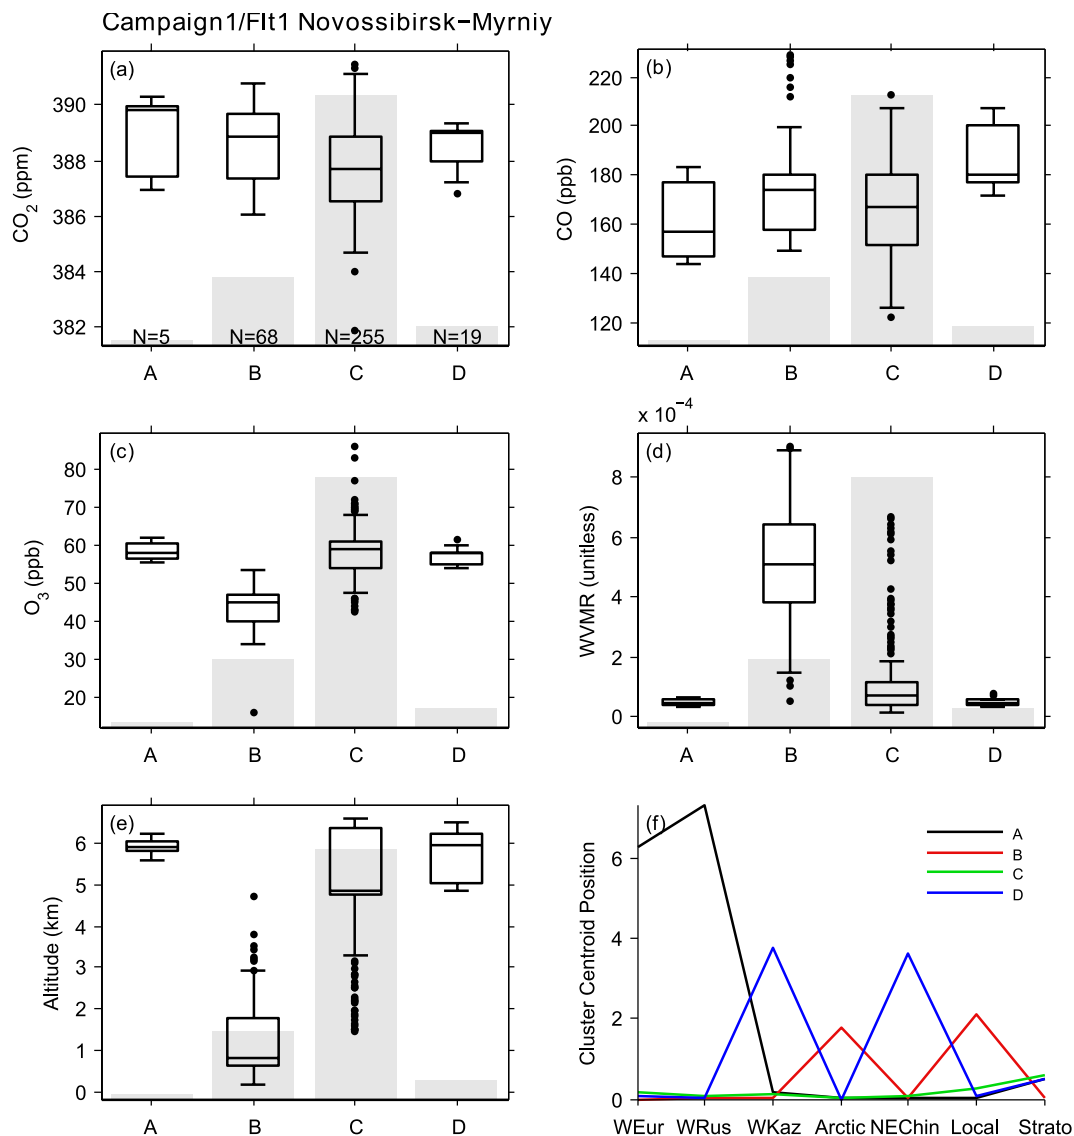 Campaign1/Flt1 Novossibirsk−Myrniy
(a)
390
388
386
384
382
CO2 (ppm)
N=5 N=68 N=255 N=19
A B C D
(b)
220
200
180
160
140
120
CO (ppb)
A B C D
(c)
80
70
60
50
40
30
20
O3 (ppb)
A B C D
x 10−4
(d)
8
6
4
2
0
WVMR (unitless)
A B C D
(e)
6
5
4
3
2
1
0
Altitude (km)
A B C D
(f)
6
4
2
0
Cluster Centroid Position
A
B
C
D
WEur WRus WKaz Arctic NEChin Local Strato